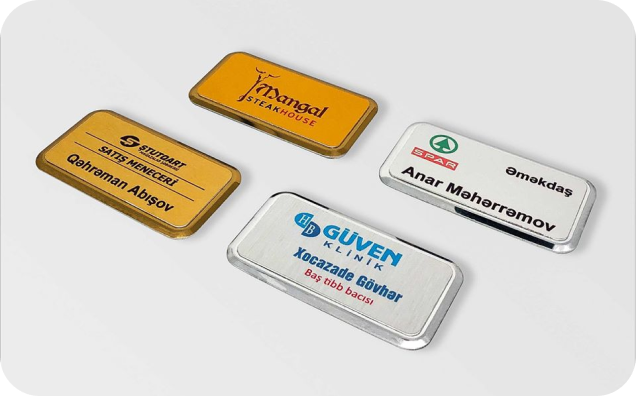 Mangal
STEAKHOUSE
STUTDART
SATIŞ MENECERİ
Qəhrəman Abışov
SPAR
Əməkdaş
Anar Məhərrəmov
HB GÜVEN
KLİNİK
Xocazade Gövhər
Baş tibb bacısı